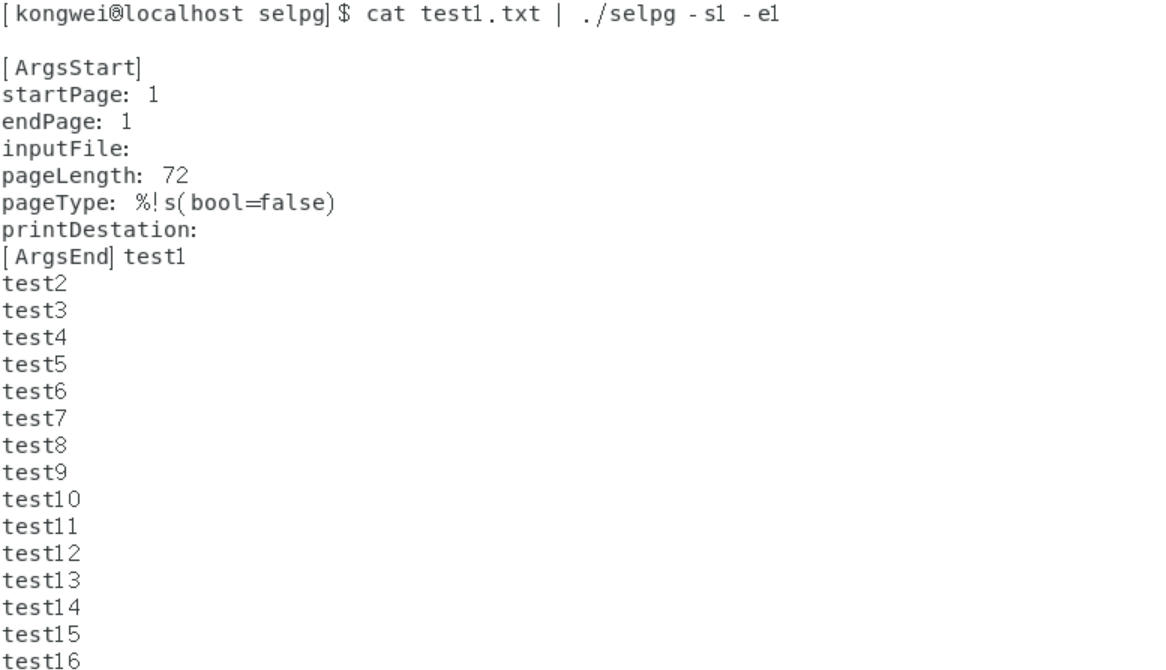 [kongwei@localhost selpg]$ cat test1.txt | ./selpg -s1 -e1
[ArgsStart]
startPage: 1
endPage: 1
inputFile:
pageLength: 72
pageType: %!s(bool=false)
printDestation:
[ArgsEnd] test1
test2
test3
test4
test5
test6
test7
test8
test9
test10
test11
test12
test13
test14
test15
test16